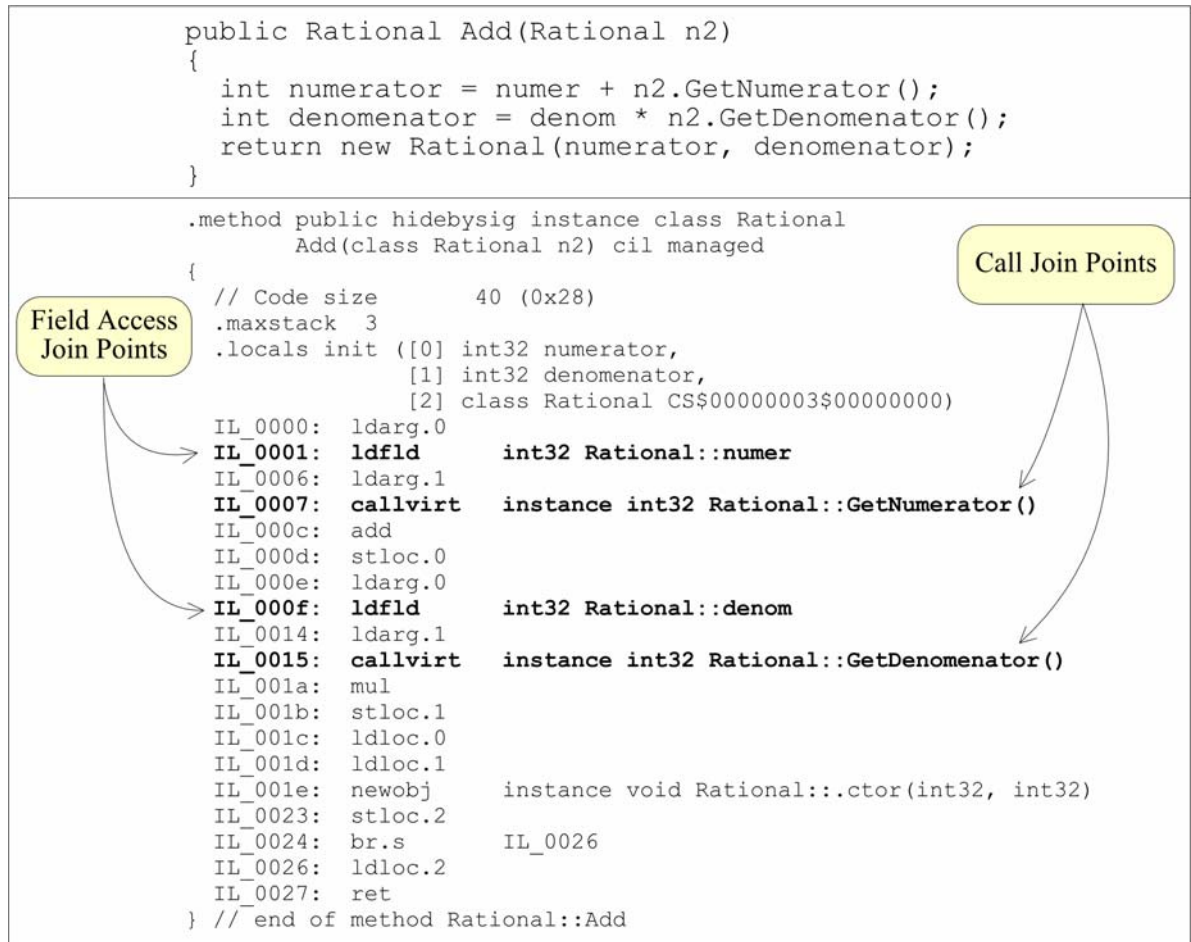 public Rational Add(Rational n2)
{
  int numerator = numer + n2.GetNumerator();
  int denomenator = denom * n2.GetDenomenator();
  return new Rational(numerator, denomenator);
}
.method public hidebysig instance class Rational
        Add(class Rational n2) cil managed
{
  // Code size       40 (0x28)
  .maxstack  3
  .locals init ([0] int32 numerator,
                [1] int32 denomenator,
                [2] class Rational CS$00000003$00000000)
  IL_0000:  ldarg.0
  IL_0001:  ldfld      int32 Rational::numer
  IL_0006:  ldarg.1
  IL_0007:  callvirt   instance int32 Rational::GetNumerator()
  IL_000c:  add
  IL_000d:  stloc.0
  IL_000e:  ldarg.0
  IL_000f:  ldfld      int32 Rational::denom
  IL_0014:  ldarg.1
  IL_0015:  callvirt   instance int32 Rational::GetDenomenator()
  IL_001a:  mul
  IL_001b:  stloc.1
  IL_001c:  ldloc.0
  IL_001d:  ldloc.1
  IL_001e:  newobj     instance void Rational::.ctor(int32, int32)
  IL_0023:  stloc.2
  IL_0024:  br.s       IL_0026
  IL_0026:  ldloc.2
  IL_0027:  ret
} // end of method Rational::Add
Field Access
Join Points
Call Join Points